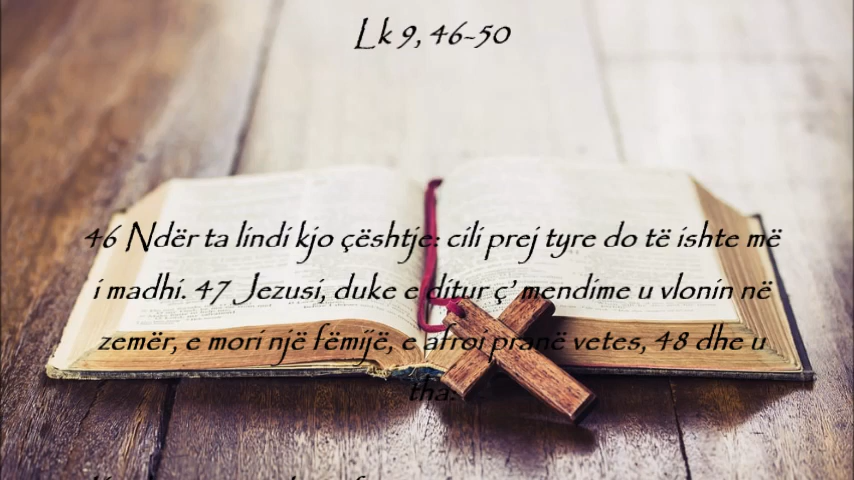 Lk 9, 46-50
46 Ndër ta lindi kjo çështje: cili prej tyre do të ishte më
i madhi. 47 Jezusi, duke e ditur ç' mendime u vlonin në
zemër, e mori një fëmijë, e afroi pranë vetes, 48 dhe u
tha: